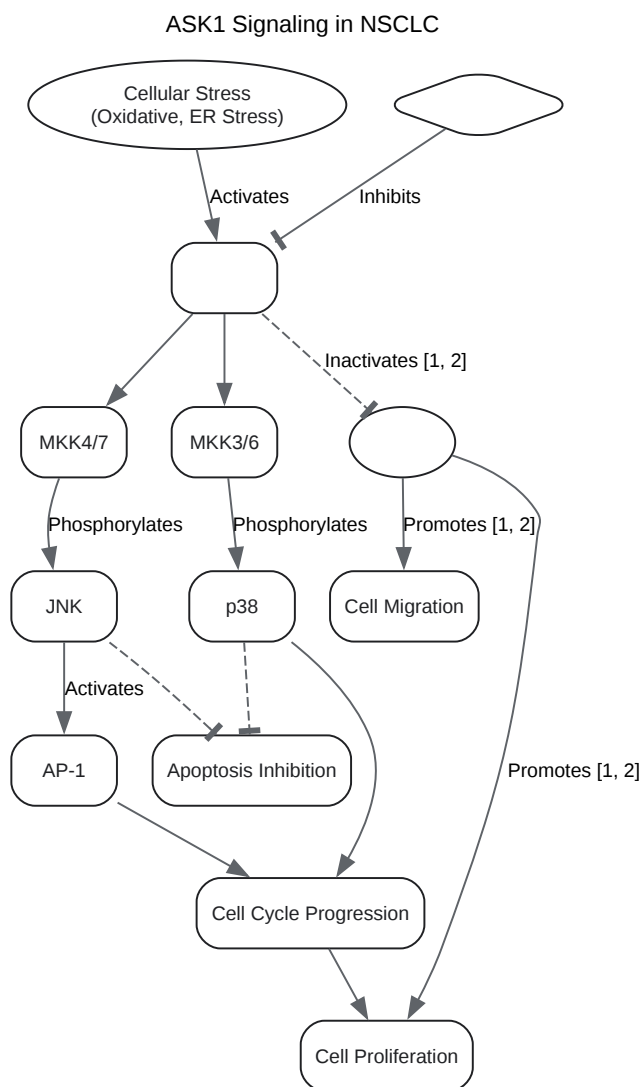 ASK1 Signaling in NSCLC
Cellular Stress
(Oxidative, ER Stress)
Activates
Inhibits
Inactivates [1, 2]
MKK4/7
MKK3/6
Phosphorylates
Phosphorylates
Promotes [1, 2]
JNK
p38
Cell Migration
Activates
AP-1
Apoptosis Inhibition
Promotes [1, 2]
Cell Cycle Progression
Cell Proliferation